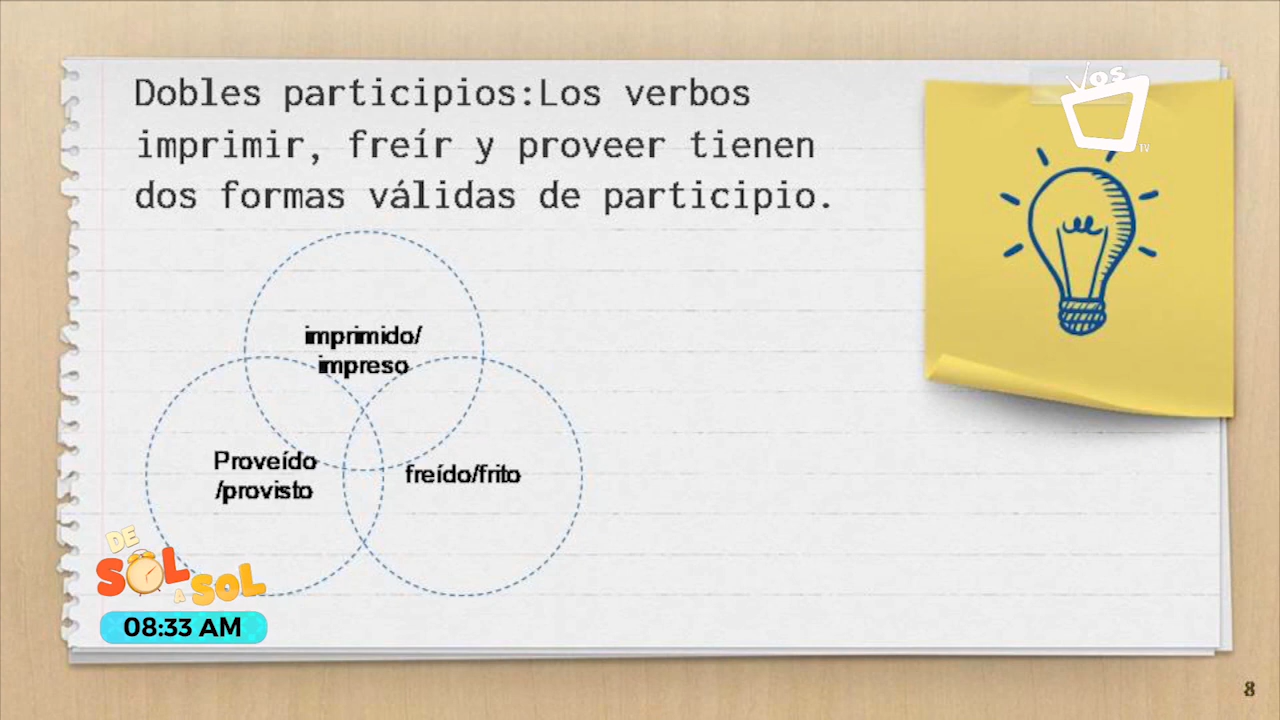 Dobles participios:Los verbos
imprimir, freír y proveer tienen
dos formas válidas de participio.
imprimido/
impreso
Proveído
/provisto
freído/frito
VOS
TV
DE
SOL
A SOL
08:33 AM
8